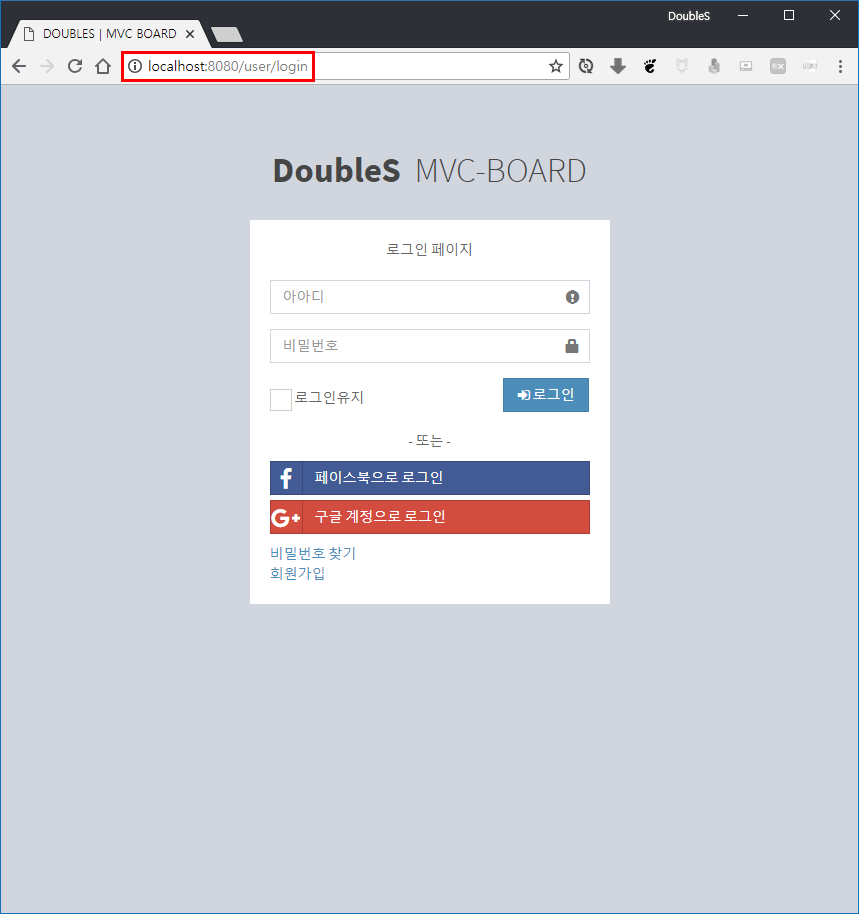 DoubleS
DOUBLES | MVC BOARD
localhost:8080/user/login
DoubleS MVC-BOARD
로그인 페이지
아아디
비밀번호
로그인유지
로그인
- 또는 -
f 페이스북으로 로그인
G+ 구글 계정으로 로그인
비밀번호 찾기
회원가입